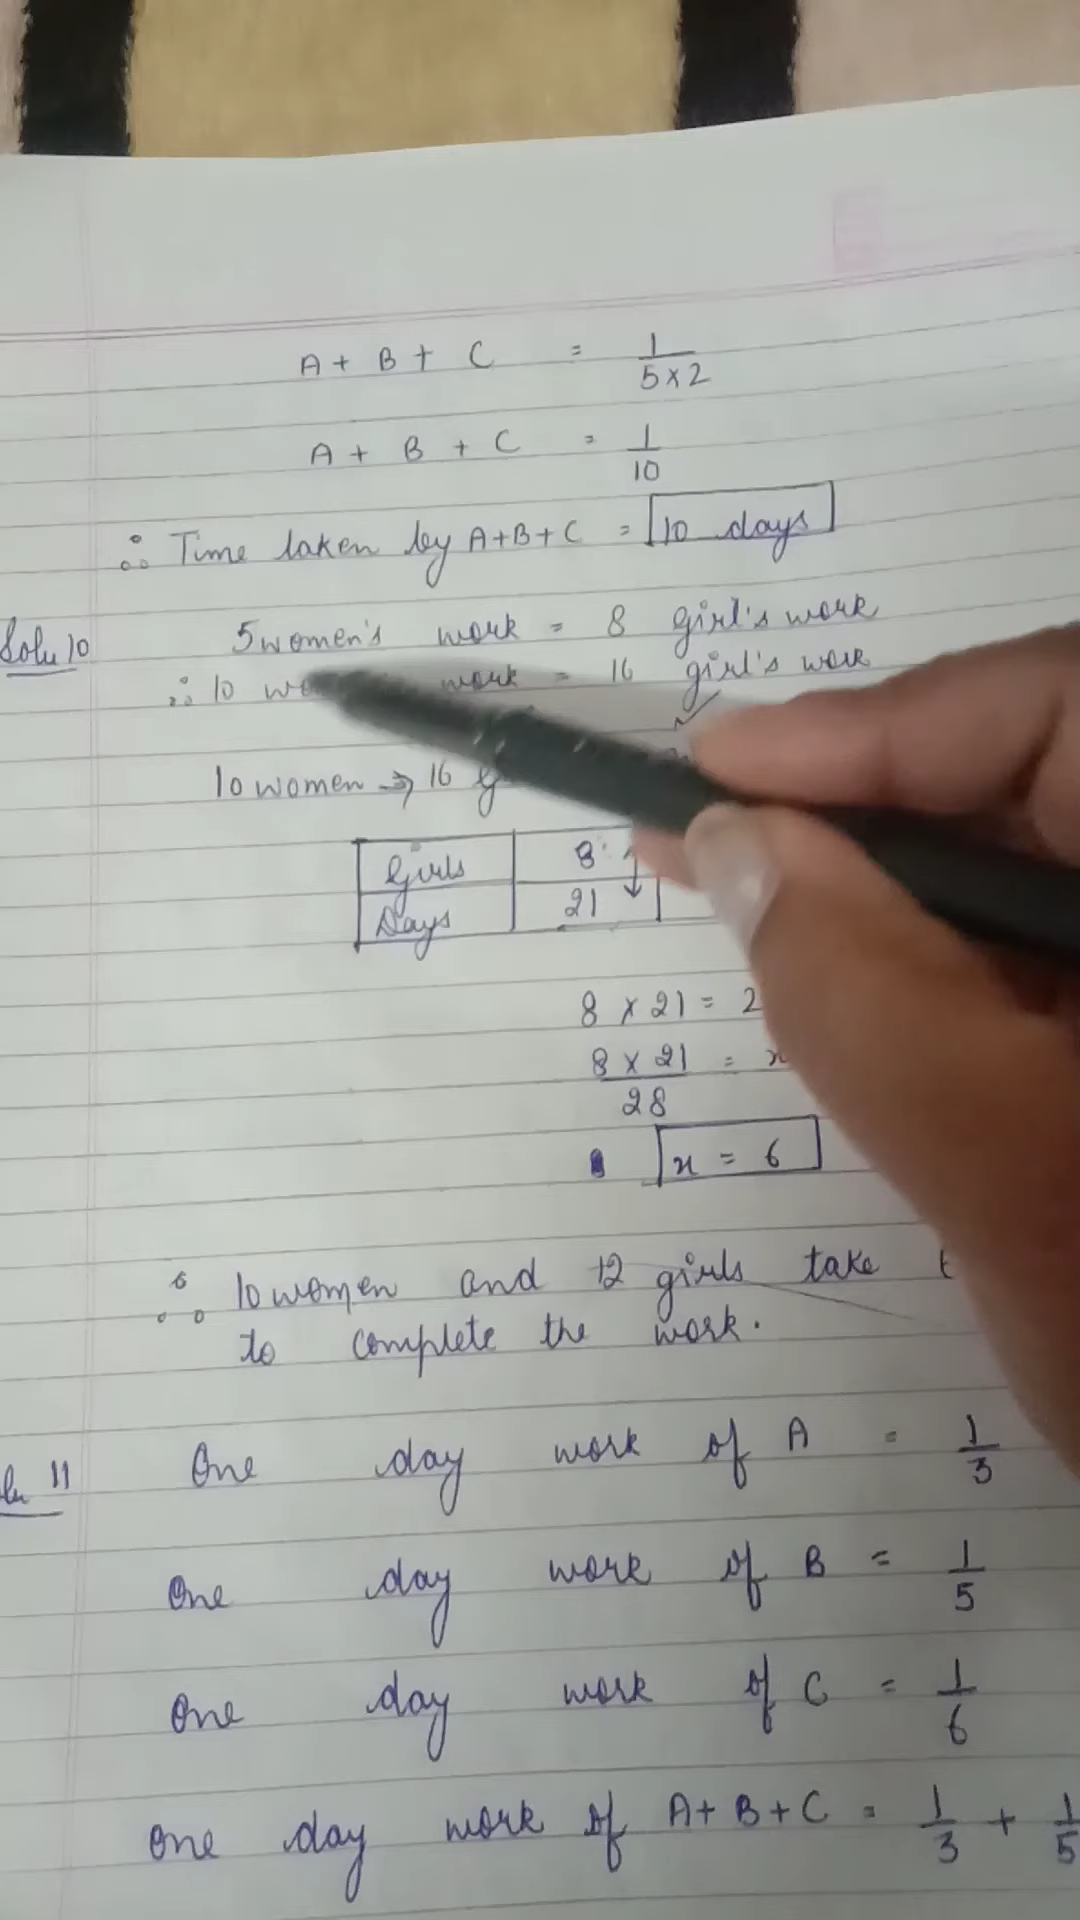 A + B + C = 1/5×2
A + B + C = 1/10
∴ Time taken by A+B+C = 10 days
Solu 10 5 women's work = 8 girl's work
∴ 10 work = 16 girl's work
10 women → 16
Girls 8
Days 21
8 × 21 = 2
8 × 21/28 = x
x = 6
∴ 10 women and 12 girls take
to complete the work.
11 One day work of A = 1/3
One day work of B = 1/5
One day work of C = 1/6
One day work of A+B+C = 1/3 + 1/5